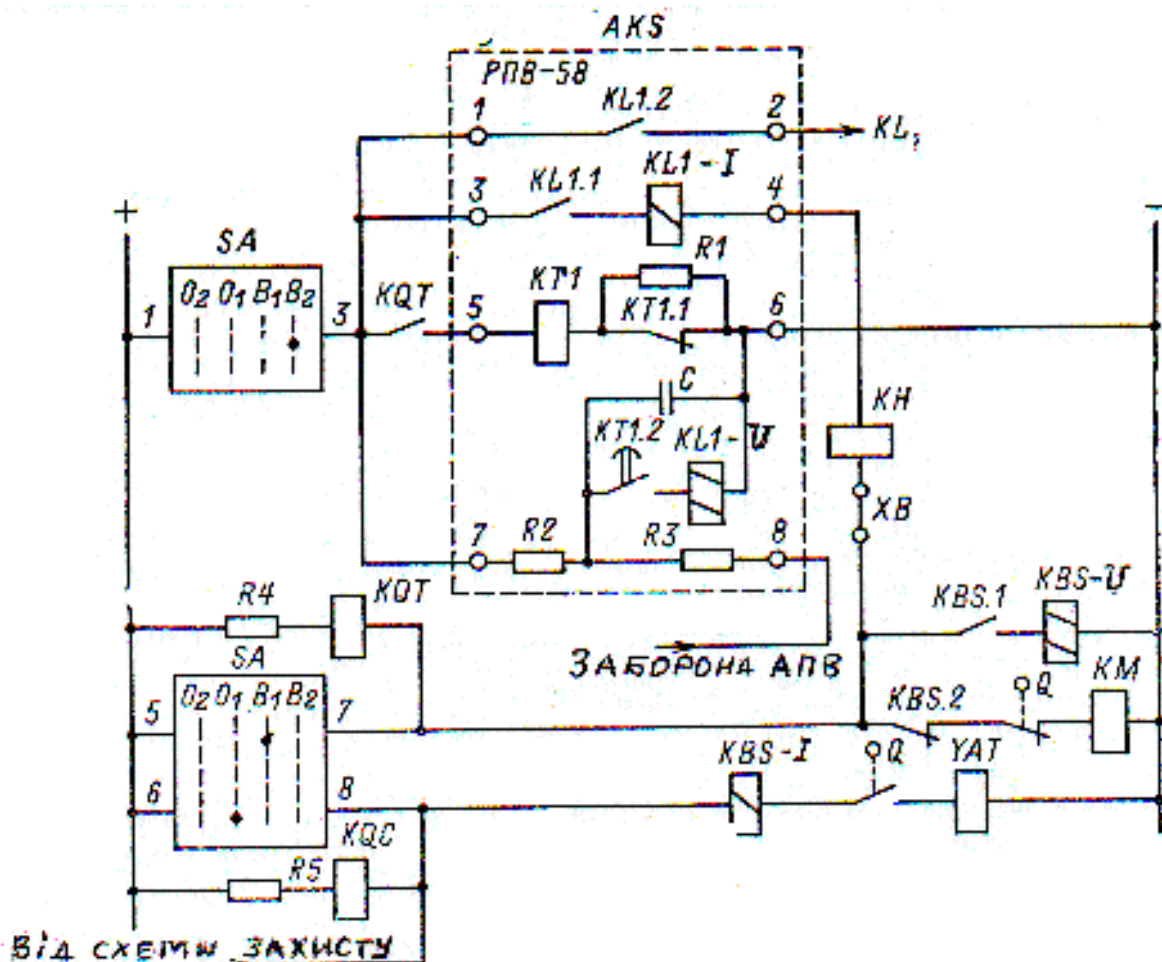 AKS
РПВ-58
1 KL1.2 2 KL1
3 KL1.1 KL1-I 4
+ −
SA
R1
O2 O1 B1 B2
1 3 KQT 5 KT1 KT1.1 6
C
KT1.2 KL1-U
KH
XB
7 R2 R3 8
R4 KQT
KBS.1 KBS-U
ЗАБОРОНА АПВ
SA
O2 O1 B1 B2
5 7 KBS.2 Q KM
6 8 KBS-I Q YAT
R5 KQC
Від схеми ЗАХИСТУ